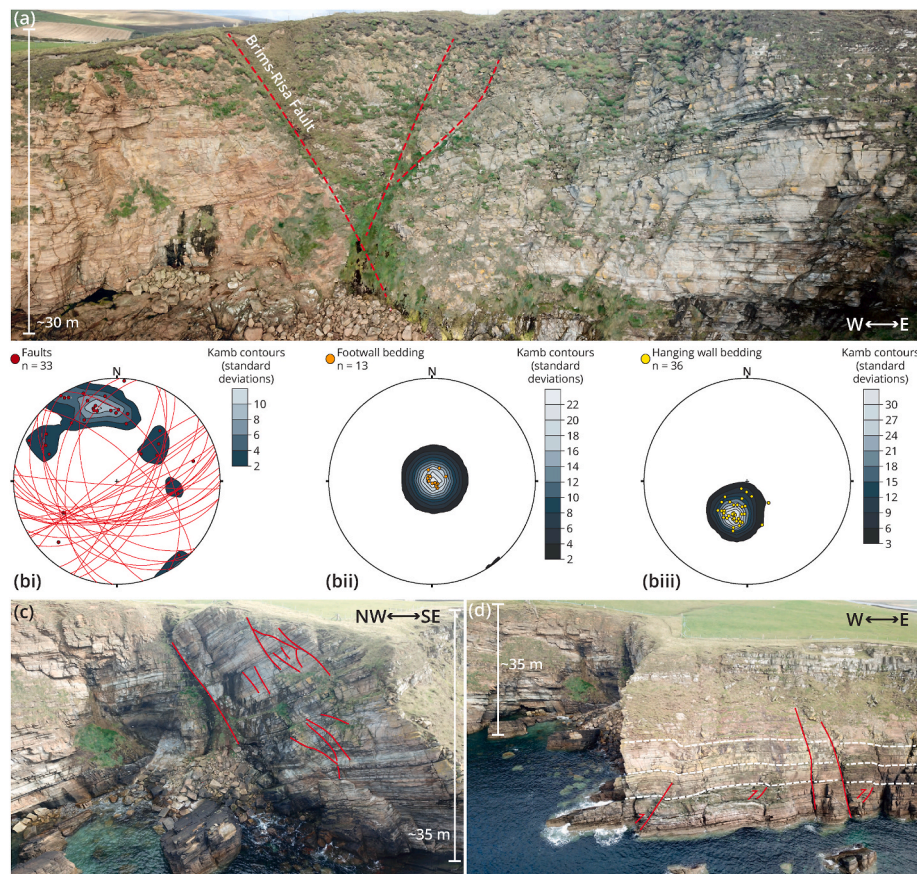 (a)
Brims-Risa Fault
~30 m
W⟷E
Faults
n = 33
Kamb contours
(standard
deviations)
N
10
8
6
4
2
(bi)
Footwall bedding
n = 13
Kamb contours
(standard
deviations)
N
22
20
18
16
14
12
10
8
6
4
2
(bii)
Hanging wall bedding
n = 36
Kamb contours
(standard
deviations)
N
30
27
24
21
18
15
12
9
6
3
(biii)
(c)
NW⟷SE
~35 m
(d)
W⟷E
~35 m